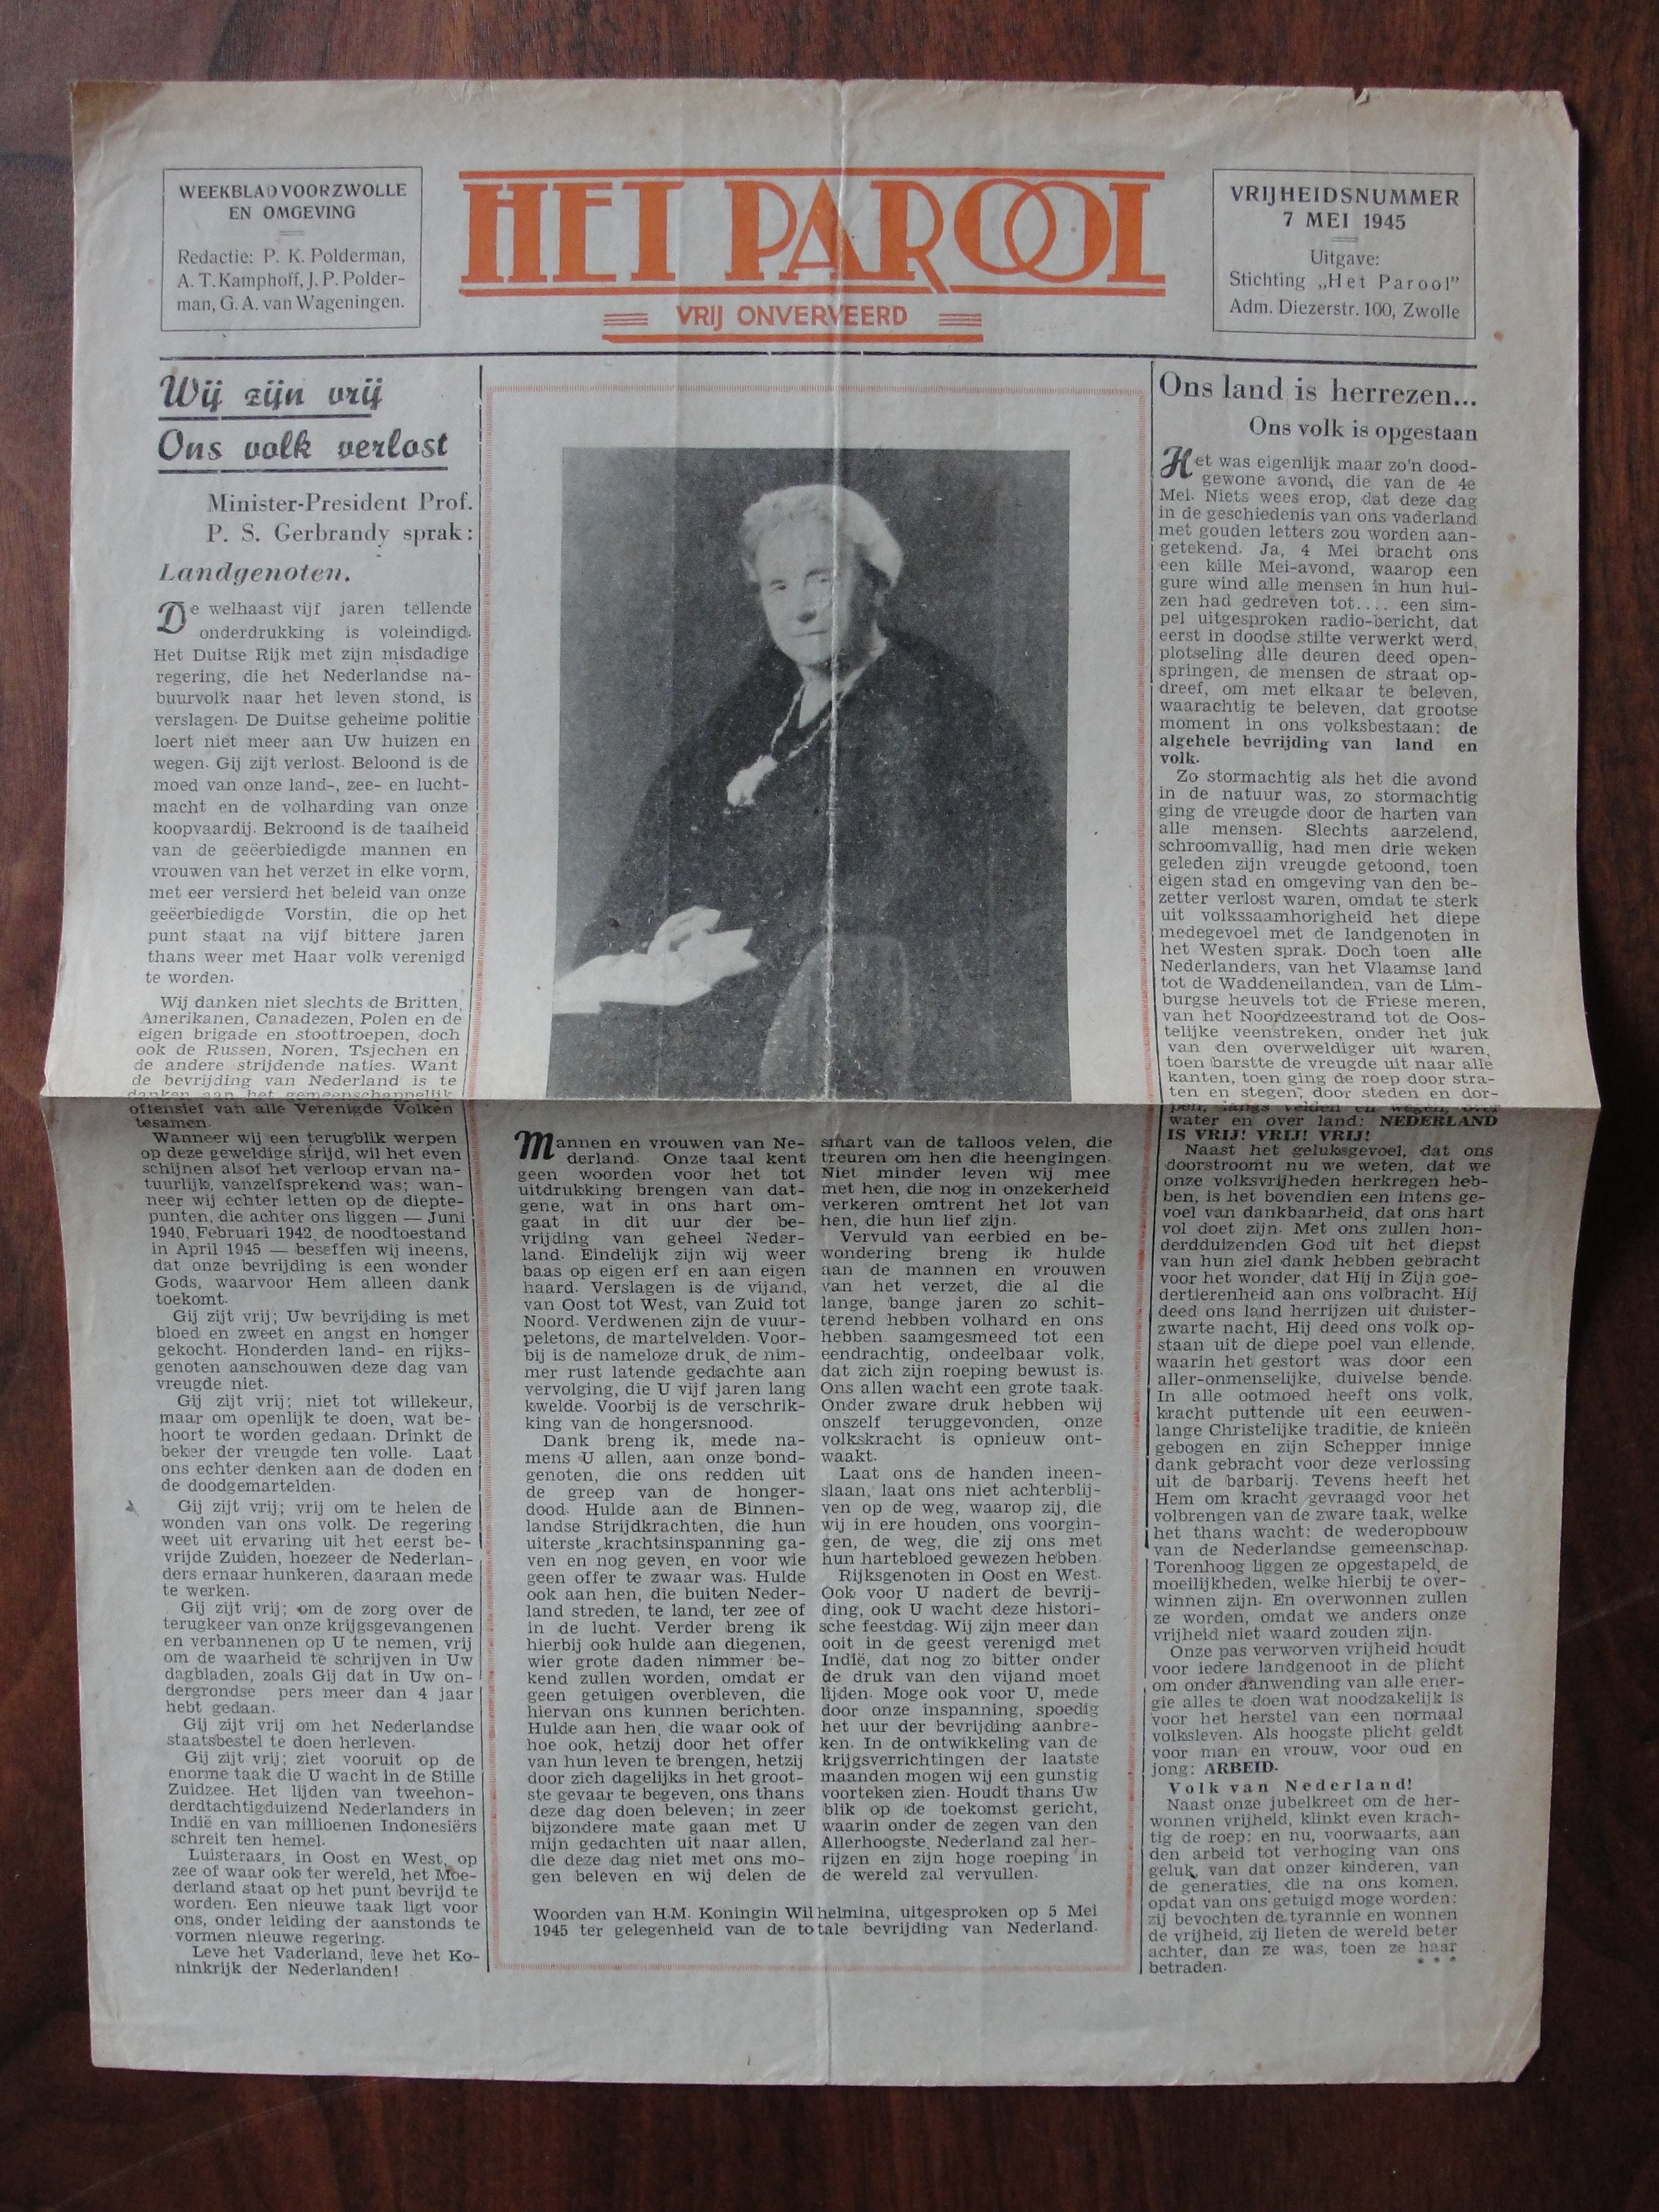 WEEKBLAD VOOR ZWOLLE
EN OMGEVING
Redactie: P. K. Polderman,
A. T. Kamphoff, J. P. Polder-
man, G. A. van Wageningen.
HET PAROOL
VRIJ ONVERVEERD
VRIJHEIDSNUMMER
7 MEI 1945
Uitgave:
Stichting „Het Parool”
Adm. Diezerstr. 100, Zwolle
Wij zijn vrij
Ons volk verlost
Minister-President Prof.
P. S. Gerbrandy sprak:
Landgenoten.
De welhaast vijf jaren tellende
onderdrukking is voleindigd.
Het Duitse Rijk met zijn misdadige
regering, die het Nederlandse na-
buurvolk naar het leven stond, is
verslagen. De Duitse geheime politie
loert niet meer aan Uw huizen en
wegen. Gij zijt verlost. Beloond is de
moed van onze land-, zee- en lucht-
macht en de volharding van onze
koopvaardij. Bekroond is de taaiheid
van de geëerbiedigde mannen en
vrouwen van het verzet in elke vorm,
met eer versierd het beleid van onze
geëerbiedigde Vorstin, die op het
punt staat na vijf bittere jaren
thans weer met Haar volk verenigd
te worden.
Wij danken niet slechts de Britten,
Amerikanen, Canadezen, Polen en de
eigen brigade en stoottroepen, doch
ook de Russen, Noren, Tsjechen en
de andere strijdende naties. Want
de bevrijding van Nederland is te
danken aan het gemeenschappelijk
offensief van alle Verenigde Volken
tesamen.
Wanneer wij een terugblik werpen
op deze geweldige strijd, wil het even
schijnen alsof het verloop ervan na-
tuurlijk, vanzelfsprekend was; wan-
neer wij echter letten op de diepte-
punten, die achter ons liggen — Juni
1940, Februari 1942, de noodtoestand
in April 1945 — beseffen wij ineens,
dat onze bevrijding is een wonder
Gods, waarvoor Hem alleen dank
toekomt.
Gij zijt vrij; Uw bevrijding is met
bloed en zweet en angst en honger
gekocht. Honderden land- en rijks-
genoten aanschouwen deze dag van
vreugde niet.
Gij zijt vrij; niet tot willekeur,
maar om openlijk te doen, wat be-
hoort te worden gedaan. Drinkt de
beker der vreugde ten volle. Laat
ons echter denken aan de doden en
de doodgemartelden.
Gij zijt vrij; vrij om te helen de
wonden van ons volk. De regering
weet uit ervaring uit het eerst be-
vrijde Zuiden, hoezeer de Nederlan-
ders ernaar hunkeren, daaraan mede
te werken.
Gij zijt vrij; om de zorg over de
terugkeer van onze krijgsgevangenen
en verbannenen op U te nemen, vrij
om de waarheid te schrijven in Uw
dagbladen, zoals Gij dat in Uw on-
dergrondse pers meer dan 4 jaar
hebt gedaan.
Gij zijt vrij om het Nederlandse
staatsbestel te doen herleven.
Gij zijt vrij; ziet vooruit op de
enorme taak die U wacht in de Stille
Zuidzee. Het lijden van tweehon-
derdtachtigduizend Nederlanders in
Indië en van millioenen Indonesiërs
schreit ten hemel.
Luisteraars, in Oost en West, op
zee of waar ook ter wereld, het Moe-
derland staat op het punt bevrijd te
worden. Een nieuwe taak ligt voor
ons, onder leiding der aanstonds te
vormen nieuwe regering.
Leve het Vaderland, leve het Ko-
ninkrijk der Nederlanden!
Mannen en vrouwen van Ne-
derland. Onze taal kent
geen woorden voor het tot
uitdrukking brengen van dat-
gene, wat in ons hart om-
gaat in dit uur der be-
vrijding van geheel Neder-
land. Eindelijk zijn wij weer
baas op eigen erf en aan eigen
haard. Verslagen is de vijand,
van Oost tot West, van Zuid tot
Noord. Verdwenen zijn de vuur-
peletons, de martelvelden. Voor-
bij is de nameloze druk, de nim-
mer rust latende gedachte aan
vervolging, die U vijf jaren lang
kwelde. Voorbij is de verschrik-
king van de hongersnood.
Dank breng ik, mede na-
mens U allen, aan onze bond-
genoten, die ons redden uit
de greep van de honger-
dood. Hulde aan de Binnen-
landse Strijdkrachten, die hun
uiterste krachtsinspanning ga-
ven en nog geven, en voor wie
geen offer te zwaar was. Hulde
ook aan hen, die buiten Neder-
land streden, te land, ter zee of
in de lucht. Verder breng ik
hierbij ook hulde aan diegenen,
wier grote daden nimmer be-
kend zullen worden, omdat er
geen getuigen overbleven, die
hiervan ons kunnen berichten.
Hulde aan hen, die waar ook of
hoe ook, hetzij door het offer
van hun leven te brengen, hetzij
door zich dagelijks in het groot-
ste gevaar te begeven, ons thans
deze dag doen beleven; in zeer
bijzondere mate gaan met U
mijn gedachten uit naar allen,
die deze dag niet met ons mo-
gen beleven en wij delen de
smart van de talloos velen, die
treuren om hen die heengingen.
Niet minder leven wij mee
met hen, die nog in onzekerheid
verkeren omtrent het lot van
hen, die hun lief zijn.
Vervuld van eerbied en be-
wondering breng ik hulde
aan de mannen en vrouwen
van het verzet, die al die
lange, bange jaren zo schit-
terend hebben volhard en ons
hebben saamgesmeed tot een
eendrachtig, ondeelbaar volk,
dat zich zijn roeping bewust is.
Ons allen wacht een grote taak.
Onder zware druk hebben wij
onszelf teruggevonden, onze
volkskracht is opnieuw ont-
waakt.
Laat ons de handen ineen-
slaan, laat ons niet achterblij-
ven op de weg, waarop zij, die
wij in ere houden, ons voorgin-
gen, de weg, die zij ons met
hun hartebloed gewezen hebben.
Rijksgenoten in Oost en West.
Ook voor U nadert de bevrij-
ding, ook U wacht deze histori-
sche feestdag. Wij zijn meer dan
ooit in de geest verenigd met
Indië, dat nog zo bitter onder
de druk van den vijand moet
lijden. Moge ook voor U, mede
door onze inspanning, spoedig
het uur der bevrijding aanbre-
ken. In de ontwikkeling van de
krijgsverrichtingen der laatste
maanden mogen wij een gunstig
voorteken zien. Houdt thans Uw
blik op de toekomst gericht,
waarin onder de zegen van den
Allerhoogste, Nederland zal her-
rijzen en zijn hoge roeping in
de wereld zal vervullen.
Woorden van H.M. Koningin Wilhelmina, uitgesproken op 5 Mei
1945 ter gelegenheid van de totale bevrijding van Nederland.
Ons land is herrezen...
Ons volk is opgestaan
Het was eigenlijk maar zo'n dood-
gewone avond, die van de 4e
Mei. Niets wees erop, dat deze dag
in de geschiedenis van ons vaderland
met gouden letters zou worden aan-
getekend. Ja, 4 Mei bracht ons
een kille Mei-avond, waarop een
gure wind alle mensen in hun hui-
zen had gedreven tot.... een sim-
pel uitgesproken radio-bericht, dat
eerst in doodse stilte verwerkt werd,
plotseling alle deuren deed open-
springen, de mensen de straat op-
dreef, om met elkaar te beleven,
waarachtig te beleven, dat grootse
moment in ons volksbestaan: de
algehele bevrijding van land en
volk.
Zo stormachtig als het die avond
in de natuur was, zo stormachtig
ging de vreugde door de harten van
alle mensen. Slechts aarzelend,
schroomvallig, had men drie weken
geleden zijn vreugde getoond, toen
eigen stad en omgeving van den be-
zetter verlost waren, omdat te sterk
uit volkssaamhorigheid het diepe
medegevoel met de landgenoten in
het Westen sprak. Doch toen alle
Nederlanders, van het Vlaamse land
tot de Waddeneilanden, van de Lim-
burgse heuvels tot de Friese meren,
van het Noordzeestrand tot de Oos-
telijke veenstreken, onder het juk
van den overweldiger uit waren,
toen barstte de vreugde uit naar alle
kanten, toen ging de roep door stra-
ten en stegen, door steden en dor-
pen, langs velden en wegen, over
water en over land: NEDERLAND
IS VRIJ! VRIJ! VRIJ!
Naast het geluksgevoel, dat ons
doorstroomt nu we weten, dat we
onze volksvrijheden herkregen heb-
ben, is het bovendien een intens ge-
voel van dankbaarheid, dat ons hart
vol doet zijn. Met ons zullen hon-
derdduizenden God uit het diepst
van hun ziel dank hebben gebracht
voor het wonder, dat Hij in Zijn goe-
dertierenheid aan ons volbracht. Hij
deed ons land herrijzen uit duister-
zwarte nacht, Hij deed ons volk op-
staan uit de diepe poel van ellende,
waarin het gestort was door een
aller-onmenselijke, duivelse bende.
In alle ootmoed heeft ons volk,
kracht puttende uit een eeuwen-
lange Christelijke traditie, de knieën
gebogen en zijn Schepper innige
dank gebracht voor deze verlossing
uit de barbarij. Tevens heeft het
Hem om kracht gevraagd voor het
volbrengen van de zware taak, welke
het thans wacht: de wederopbouw
van de Nederlandse gemeenschap.
Torenhoog liggen ze opgestapeld, de
moeilijkheden, welke hierbij te over-
winnen zijn. En overwonnen zullen
ze worden, omdat we anders onze
vrijheid niet waard zouden zijn.
Onze pas verworven vrijheid houdt
voor iedere landgenoot in de plicht
om onder aanwending van alle ener-
gie alles te doen wat noodzakelijk is
voor het herstel van een normaal
volksleven. Als hoogste plicht geldt
voor man en vrouw, voor oud en
jong: ARBEID.
Volk van Nederland!
Naast onze jubelkreet om de her-
wonnen vrijheid, klinkt even krach-
tig de roep: en nu, voorwaarts, aan
den arbeid tot verhoging van ons
geluk, van dat onzer kinderen, van
de generaties, die na ons komen,
opdat van ons getuigd moge worden:
zij bevochten de tyrannie en wonnen
de vrijheid, zij lieten de wereld beter
achter, dan ze was, toen ze haar
betraden. * * *